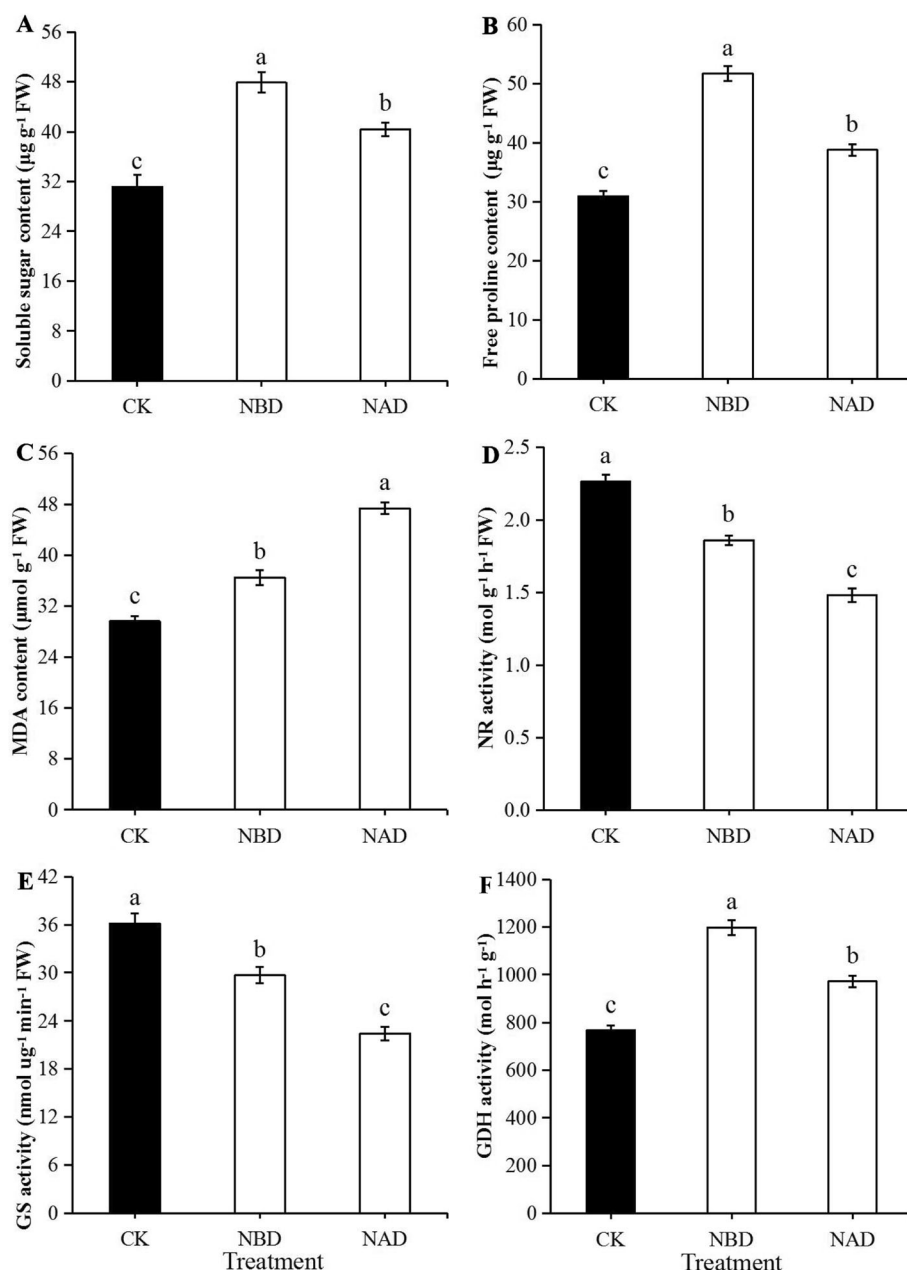 A
Soluble sugar content (µg g⁻¹ FW)
56
48
40
32
24
16
8
0
c
a
b
CK NBD NAD
B
Free proline content (µg g⁻¹ FW)
60
50
40
30
20
10
0
c
a
b
CK NBD NAD
C
MDA content (µmol g⁻¹ FW)
56
48
40
32
24
16
8
0
c
b
a
CK NBD NAD
D
NR activity (mol g⁻¹ h⁻¹ FW)
2.5
2.0
1.5
1.0
0.5
0.0
a
b
c
CK NBD NAD
E
GS activity (nmol ug⁻¹ min⁻¹ FW)
42
36
30
24
18
12
6
0
a
b
c
CK NBD NAD
Treatment
F
GDH activity (mol h⁻¹ g⁻¹)
1400
1200
1000
800
600
400
200
0
c
a
b
CK NBD NAD
Treatment